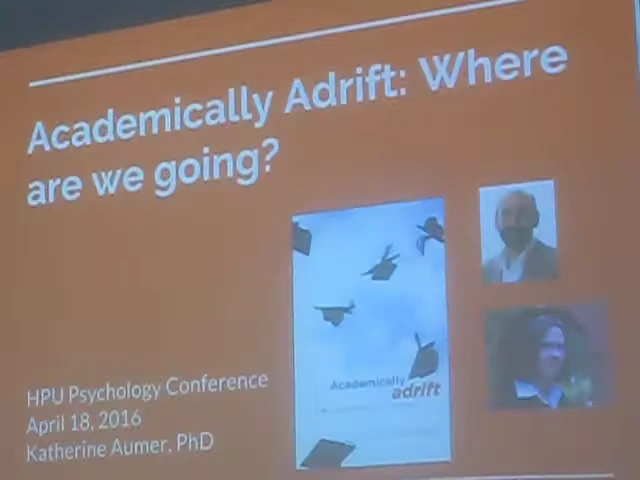 Academically Adrift: Where
are we going?
Academically
adrift
HPU Psychology Conference
April 18, 2016
Katherine Aumer, PhD